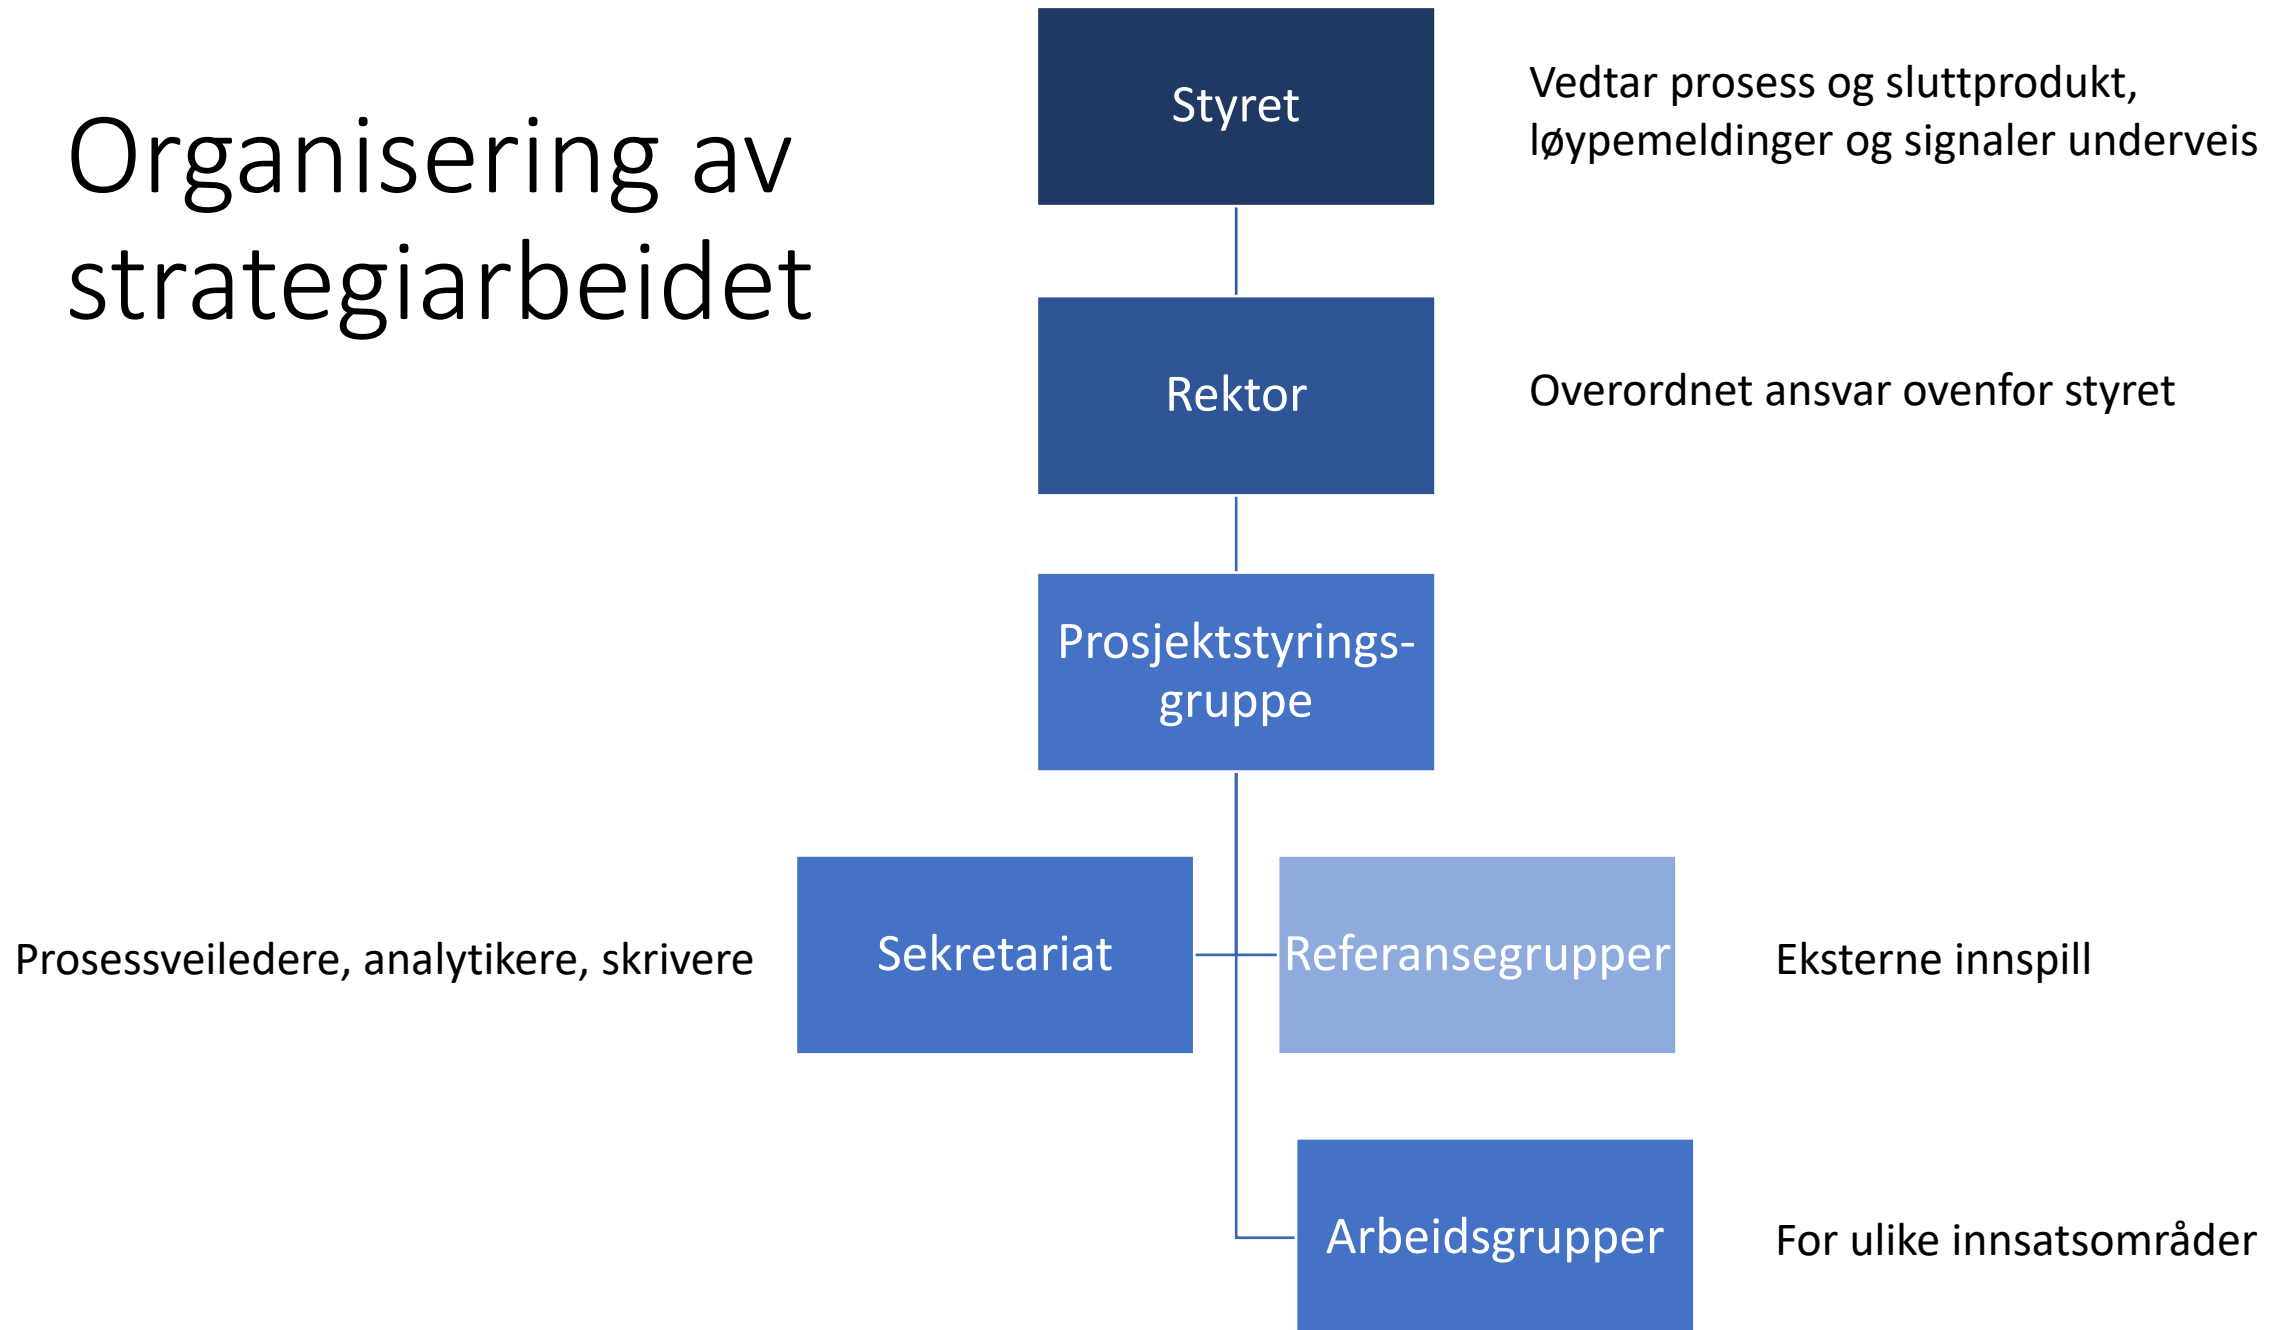 Organisering av
strategiarbeidet
Styret
Vedtar prosess og sluttprodukt,
løypemeldinger og signaler underveis
Rektor
Overordnet ansvar ovenfor styret
Prosjektstyrings-
gruppe
Prosessveiledere, analytikere, skrivere
Sekretariat
Referansegrupper
Eksterne innspill
Arbeidsgrupper
For ulike innsatsområder